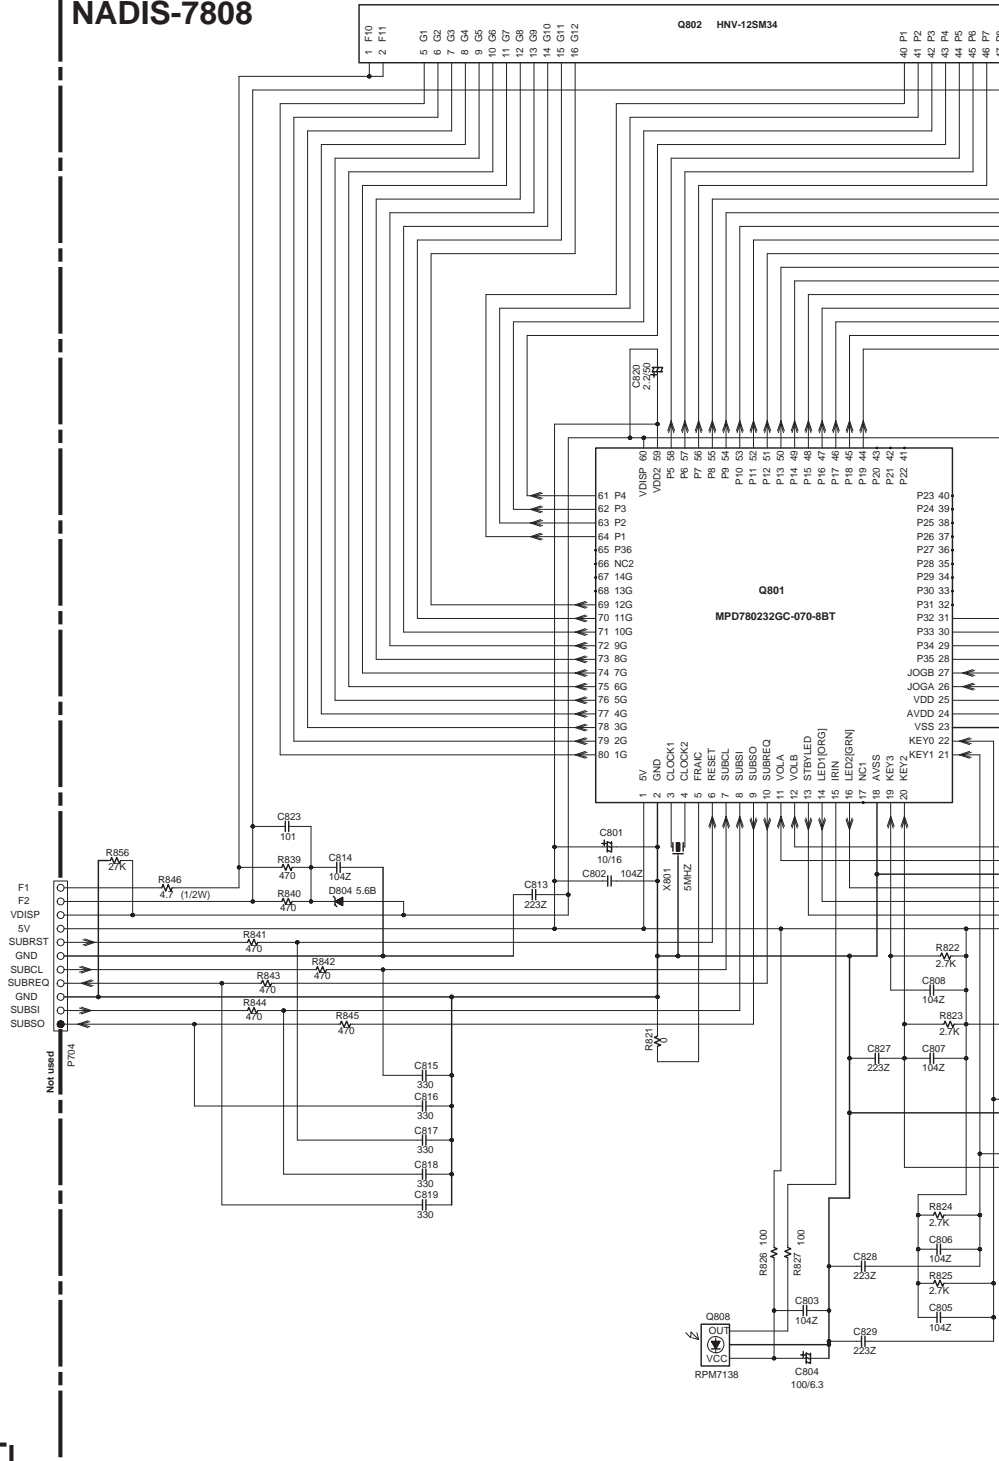 NADIS-7808
Q802 HNV-12SM34
1 F10
2 F11
5 G1
6 G2
7 G3
8 G4
9 G5
10 G6
11 G7
12 G8
13 G9
14 G10
15 G11
16 G12
40 P1
41 P2
42 P3
43 P4
44 P5
45 P6
46 P7
C820
2.2/50
VDISP 60
VDD2 59
P5 58
P6 57
P7 56
P8 55
P9 54
P10 53
P11 52
P12 51
P13 50
P14 49
P15 48
P16 47
P17 46
P18 45
P19 44
P20 43
P21 42
P22 41
61 P4
62 P3
63 P2
64 P1
65 P36
66 NC2
67 14G
68 13G
69 12G
70 11G
71 10G
72 9G
73 8G
74 7G
75 6G
76 5G
77 4G
78 3G
79 2G
80 1G
Q801
MPD780232GC-070-8BT
P23 40
P24 39
P25 38
P26 37
P27 36
P28 35
P29 34
P30 33
P31 32
P32 31
P33 30
P34 29
P35 28
JOGB 27
JOGA 26
VDD 25
AVDD 24
VSS 23
KEY0 22
KEY1 21
1 5V
2 GND
3 CLOCK1
4 CLOCK2
5 FRAIC
6 RESET
7 SUBCL
8 SUBSI
9 SUBSO
10 SUBREQ
11 VOLA
12 VOLB
13 STBYLED
14 LED1[ORG]
15 IRIN
16 LED2[GRN]
17 NC1
18 AVSS
19 KEY3
20 KEY2
C823
101
R856
27K
R839
470
C814
104Z
R846
4.7 (1/2W)
R840
470
D804 5.6B
C801
10/16
C802 104Z
C813
223Z
X801
5MHZ
F1
F2
VDISP
5V
SUBRST
GND
SUBCL
SUBREQ
GND
SUBSI
SUBSO
P704
Not used
R841
470
R842
470
R843
470
R844
470
R845
470
R821
0
C815
330
C816
330
C817
330
C818
330
C819
330
R822
2.7K
C808
104Z
R823
2.7K
C827
223Z
C807
104Z
R824
2.7K
C806
104Z
R825
2.7K
C805
104Z
R826 100
R827 100
C828
223Z
C803
104Z
C829
223Z
Q808
OUT
VCC
RPM7138
C804
100/6.3